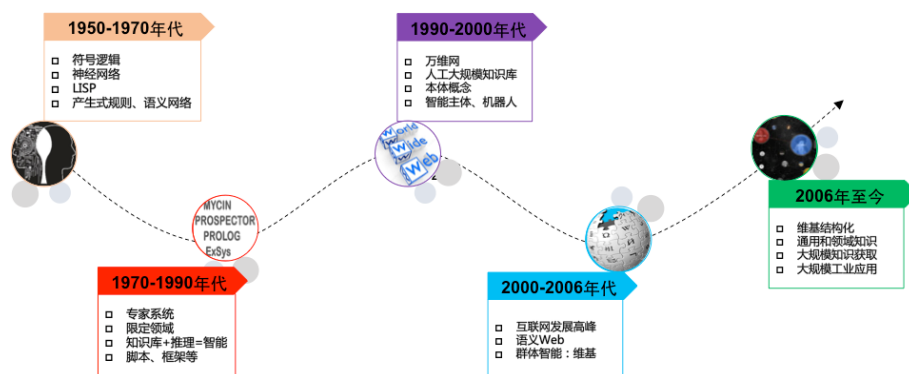 1950-1970年代
符号逻辑
神经网络
LISP
产生式规则、语义网络
MYCIN
PROSPECTOR
PROLOG
ExSys
1970-1990年代
专家系统
限定领域
知识库+推理=智能
脚本、框架等
1990-2000年代
万维网
人工大规模知识库
本体概念
智能主体、机器人
World
Wide
Web
2000-2006年代
互联网发展高峰
语义Web
群体智能：维基
2006年至今
维基结构化
通用和领域知识
大规模知识获取
大规模工业应用